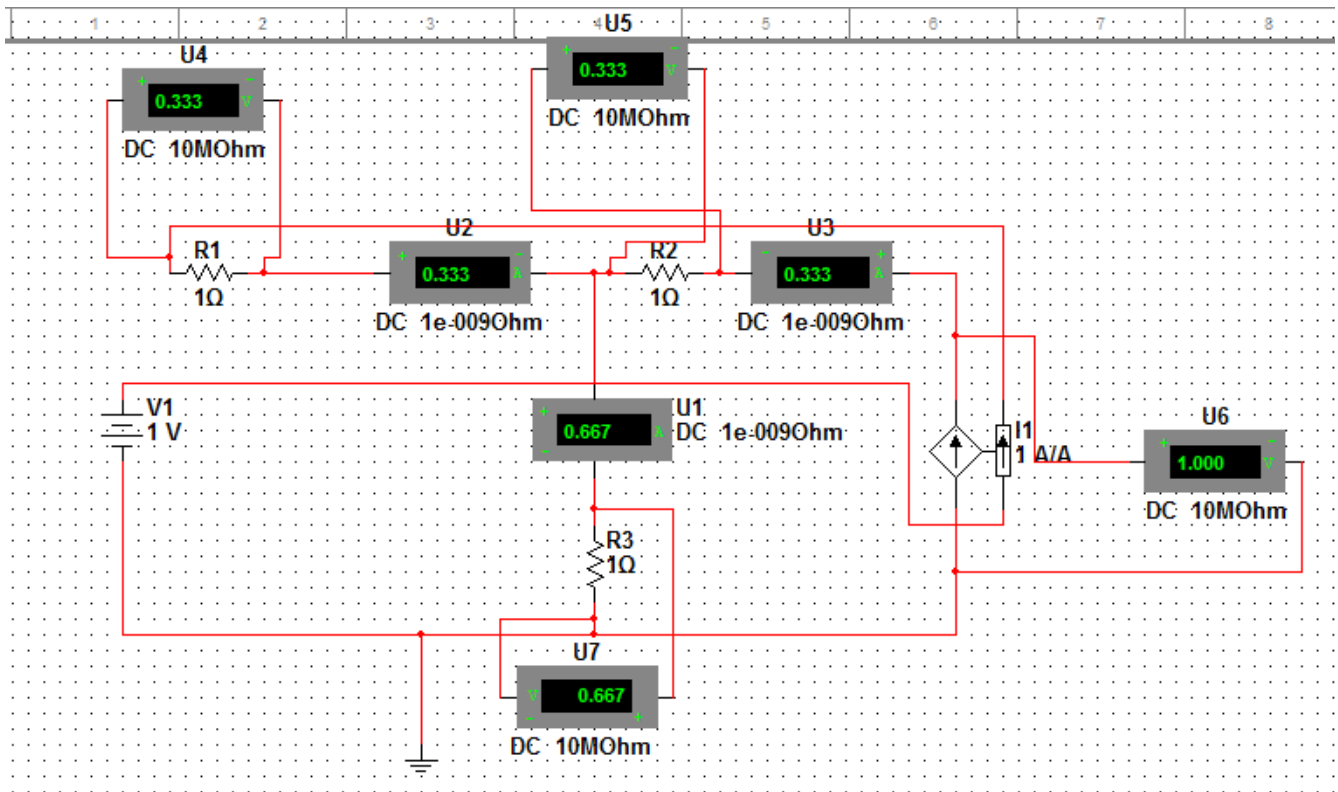 1 2 3 4 5 6 7 8
U5
U4
+ -
0.333 V
DC 10MOhm
+ -
0.333 V
DC 10MOhm
U2
+ -
0.333 A
DC 1e-009Ohm
R1
1Ω
R2
1Ω
U3
- +
0.333 A
DC 1e-009Ohm
V1
1 V
U1
+
0.667 A
-
DC 1e-009Ohm
I1
1 A/A
U6
+ -
1.000 V
DC 10MOhm
R3
1Ω
U7
V 0.667
- +
DC 10MOhm